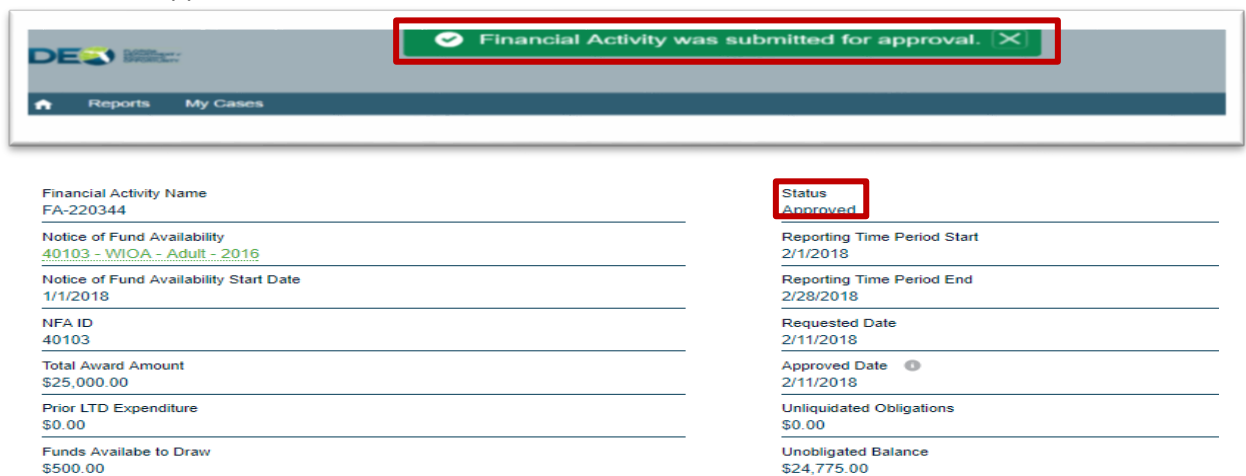 Financial Activity was submitted for approval.
DEO
Reports My Cases
Financial Activity Name
FA-220344
Notice of Fund Availability
40103 - WIOA - Adult - 2016
Notice of Fund Availability Start Date
1/1/2018
NFA ID
40103
Total Award Amount
$25,000.00
Prior LTD Expenditure
$0.00
Funds Availabe to Draw
$500.00
Status
Approved
Reporting Time Period Start
2/1/2018
Reporting Time Period End
2/28/2018
Requested Date
2/11/2018
Approved Date
2/11/2018
Unliquidated Obligations
$0.00
Unobligated Balance
$24,775.00